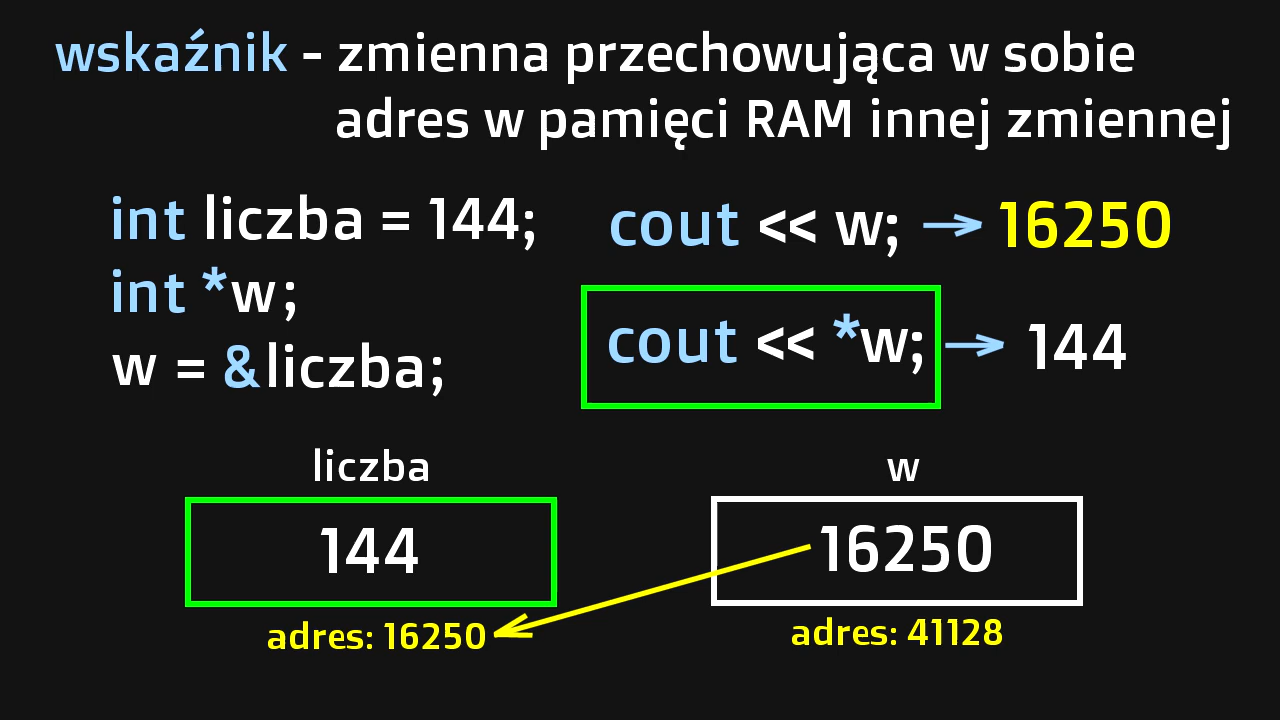 wskaźnik - zmienna przechowująca w sobie
adres w pamięci RAM innej zmiennej
int liczba = 144;
int *w;
w = &liczba;
cout << w; → 16250
cout << *w; → 144
liczba
144
adres: 16250
w
16250
adres: 41128